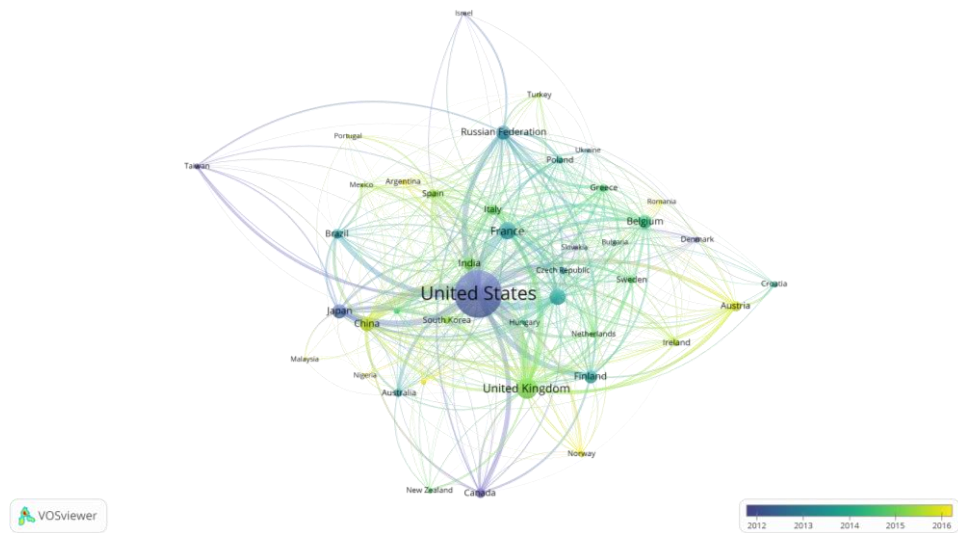 Israel
Turkey
Russian Federation
Portugal
Ukraine
Poland
Taiwan
Argentina
Mexico
Greece
Spain
Romania
Italy
Belgium
Brazil
France
Denmark
Bulgaria
Slovakia
India
Czech Republic
Sweden
Croatia
United States
Austria
Japan
South Korea
Hungary
China
Netherlands
Ireland
Malaysia
Nigeria
Finland
United Kingdom
Australia
Norway
New Zealand
Canada
VOSviewer
2012 2013 2014 2015 2016